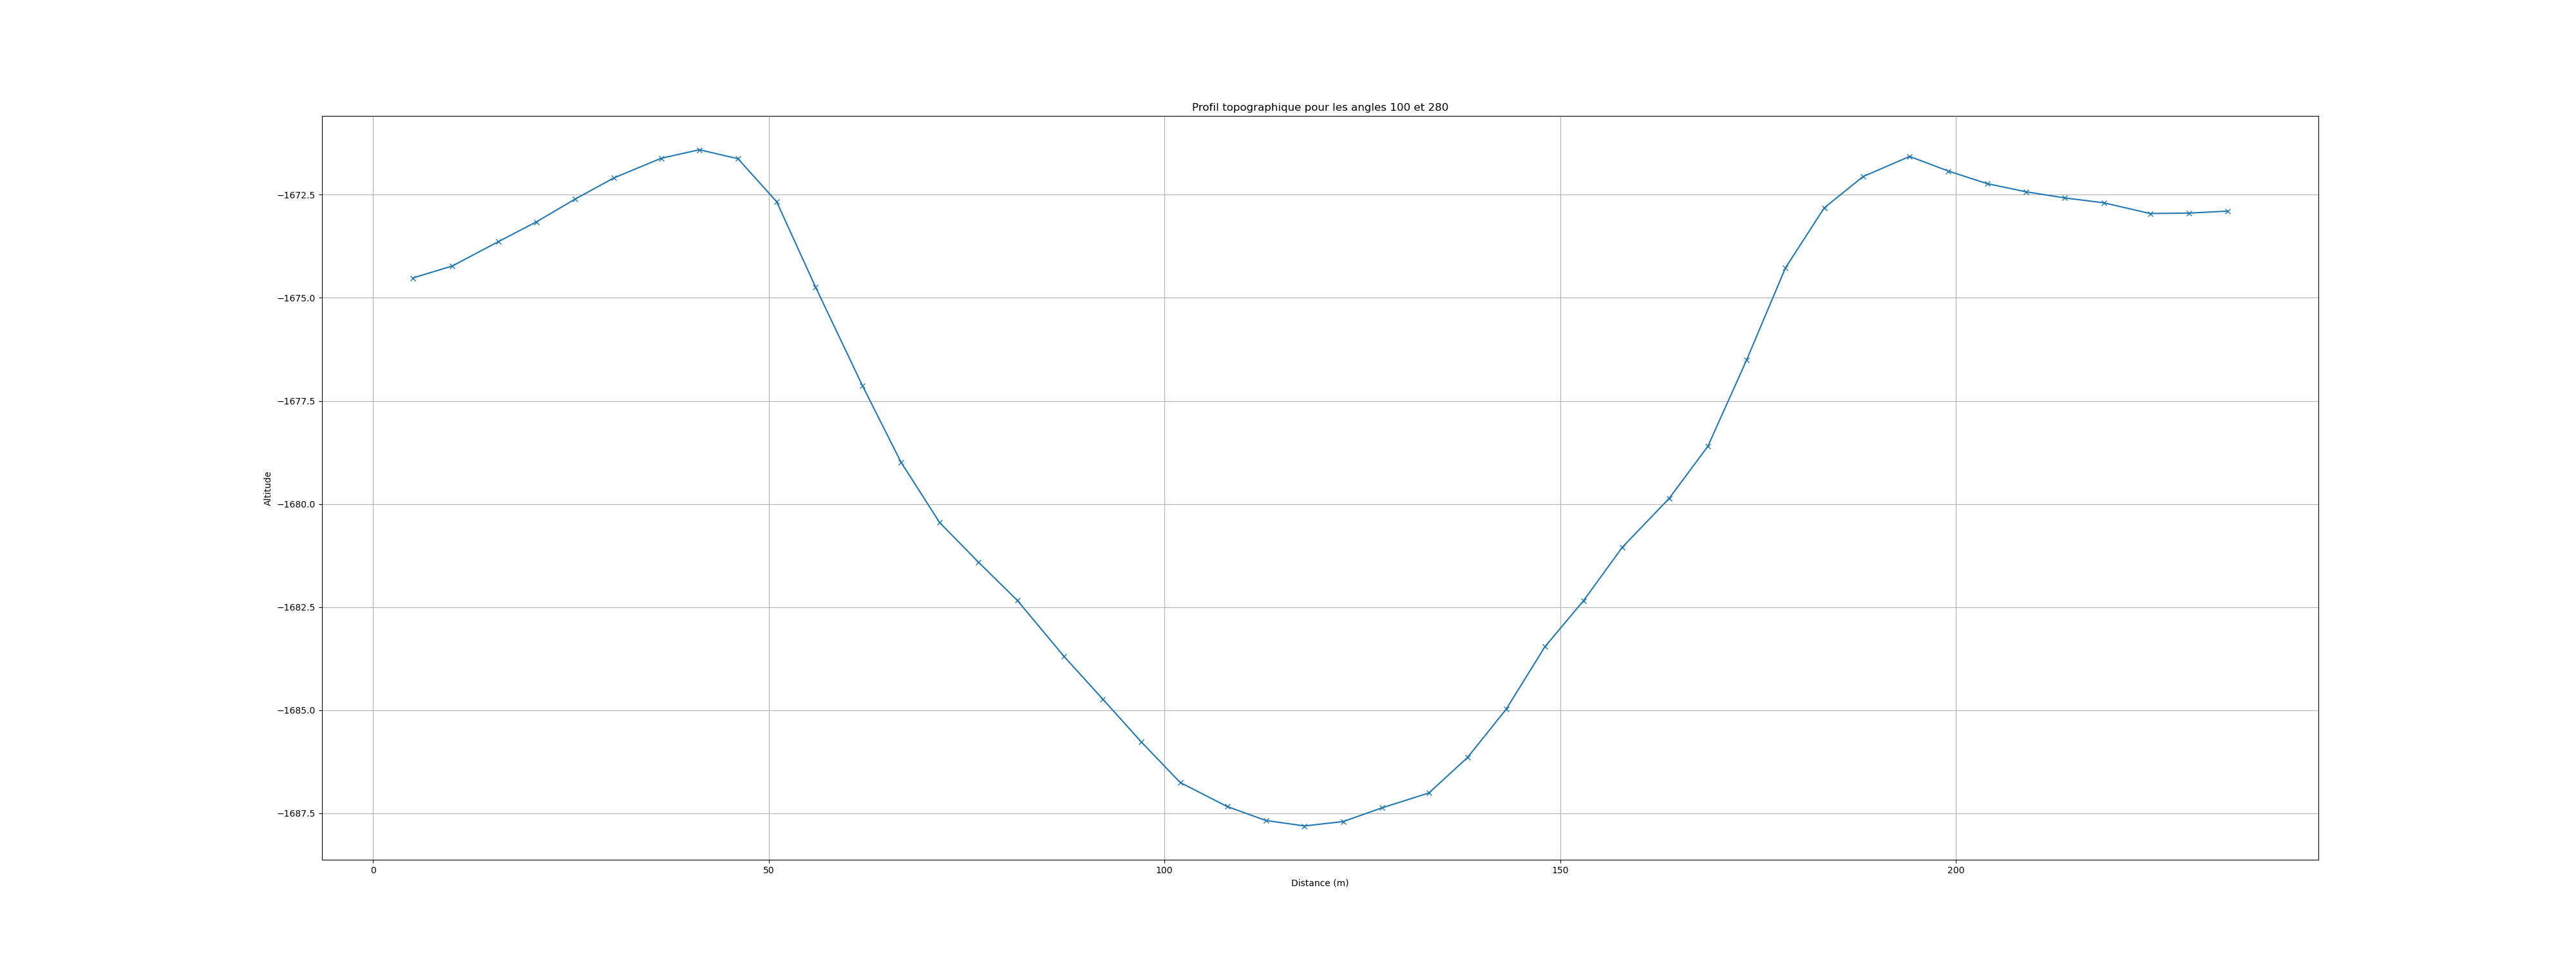 Profil topographique pour les angles 100 et 280
−1672.5
−1675.0
−1677.5
−1680.0
−1682.5
−1685.0
−1687.5
Altitude
0 50 100 150 200
Distance (m)